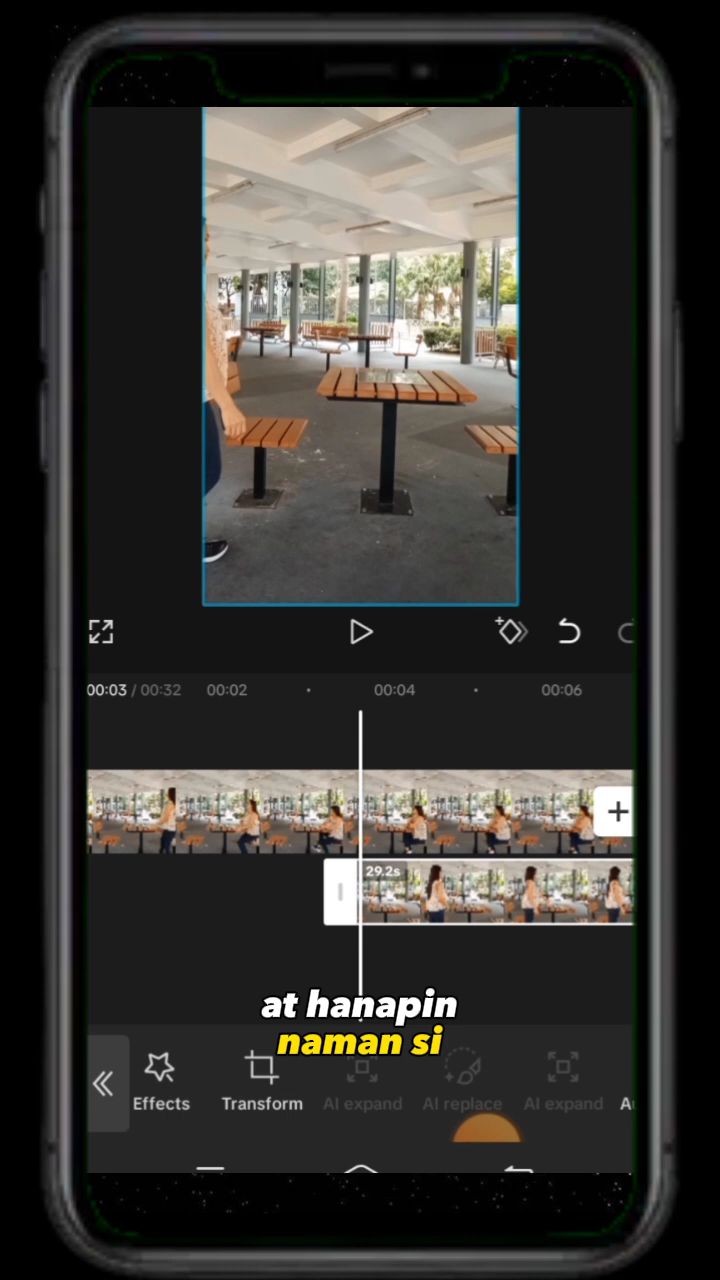 00:03 / 00:32 00:02 00:04 00:06
29.2s
at hanapin
naman si
Effects Transform AI expand AI replace AI expand